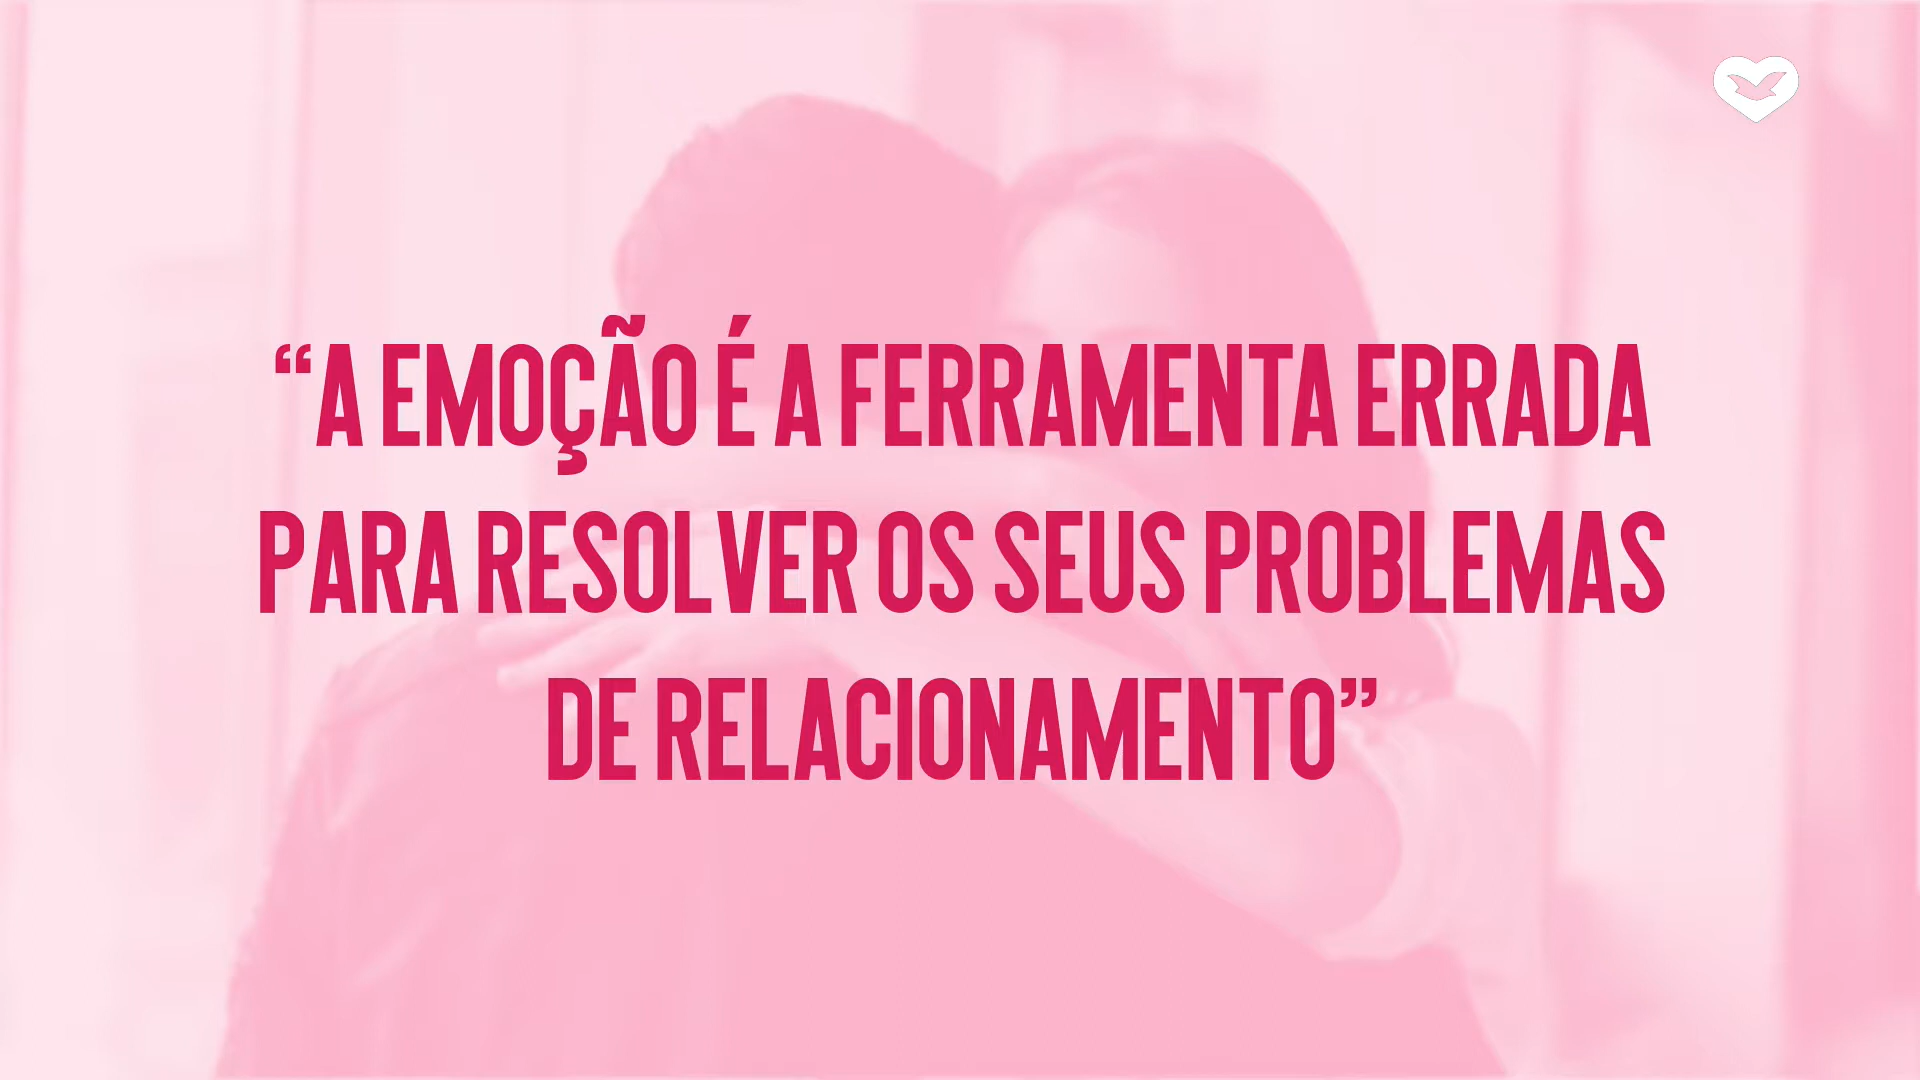 “A EMOÇÃO É A FERRAMENTA ERRADA
PARA RESOLVER OS SEUS PROBLEMAS
DE RELACIONAMENTO”